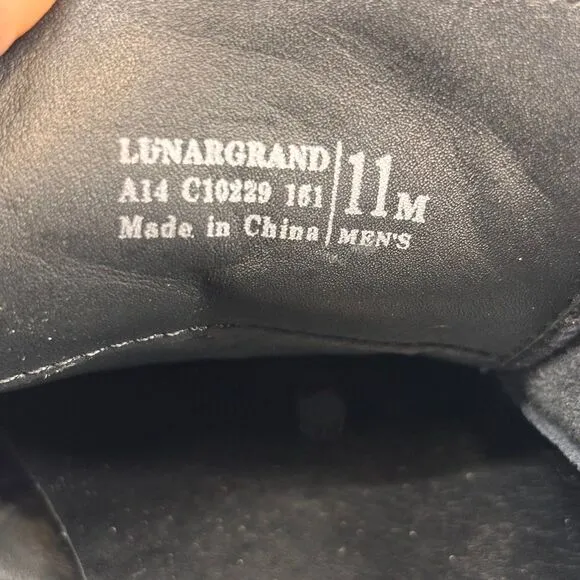 LUNARGRAND
A14 C10229 161
Made in China
11M
MEN'S